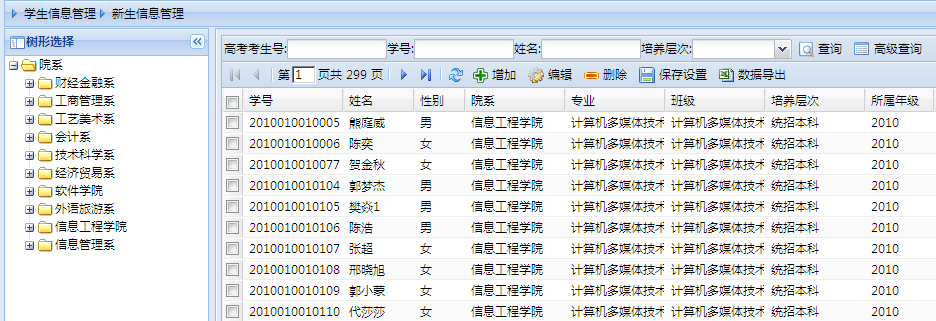 学生信息管理 新生信息管理
树形选择
院系
财经金融系
工商管理系
工艺美术系
会计系
技术科学系
经济贸易系
软件学院
外语旅游系
信息工程学院
信息管理系
高考考生号: 学号: 姓名: 培养层次: 查询 高级查询
第 1 页共 299 页 增加 编辑 删除 保存设置 数据导出
学号 姓名 性别 院系 专业 班级 培养层次 所属年级
2010010010005 熊庭威 男 信息工程学院 计算机多媒体技术 计算机多媒体技术 统招本科 2010
2010010010006 陈奕 女 信息工程学院 计算机多媒体技术 计算机多媒体技术 统招本科 2010
2010010010077 贺金秋 女 信息工程学院 计算机多媒体技术 计算机多媒体技术 统招本科 2010
2010010010104 郭梦杰 男 信息工程学院 计算机多媒体技术 计算机多媒体技术 统招本科 2010
2010010010105 樊焱1 男 信息工程学院 计算机多媒体技术 计算机多媒体技术 统招本科 2010
2010010010106 陈浩 男 信息工程学院 计算机多媒体技术 计算机多媒体技术 统招本科 2010
2010010010107 张超 女 信息工程学院 计算机多媒体技术 计算机多媒体技术 统招本科 2010
2010010010108 邢晓旭 女 信息工程学院 计算机多媒体技术 计算机多媒体技术 统招本科 2010
2010010010109 郭小蒙 女 信息工程学院 计算机多媒体技术 计算机多媒体技术 统招本科 2010
2010010010110 代莎莎 女 信息工程学院 计算机多媒体技术 计算机多媒体技术 统招本科 2010